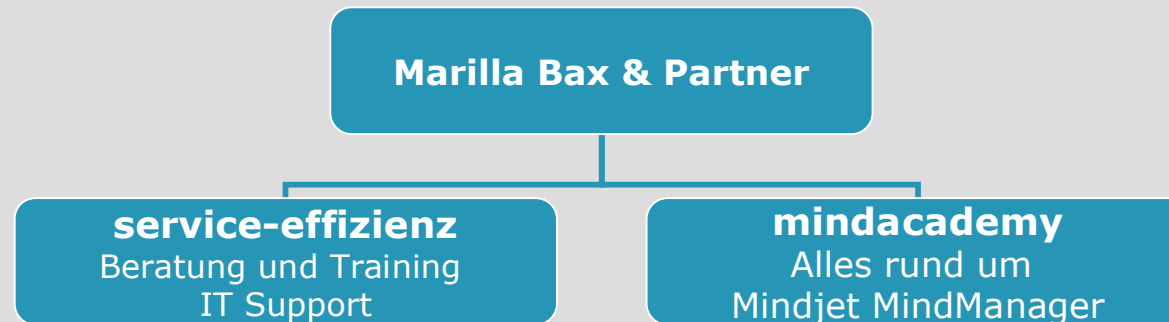 Marilla Bax & Partner
service-effizienz
Beratung und Training
IT Support
mindacademy
Alles rund um
Mindjet MindManager